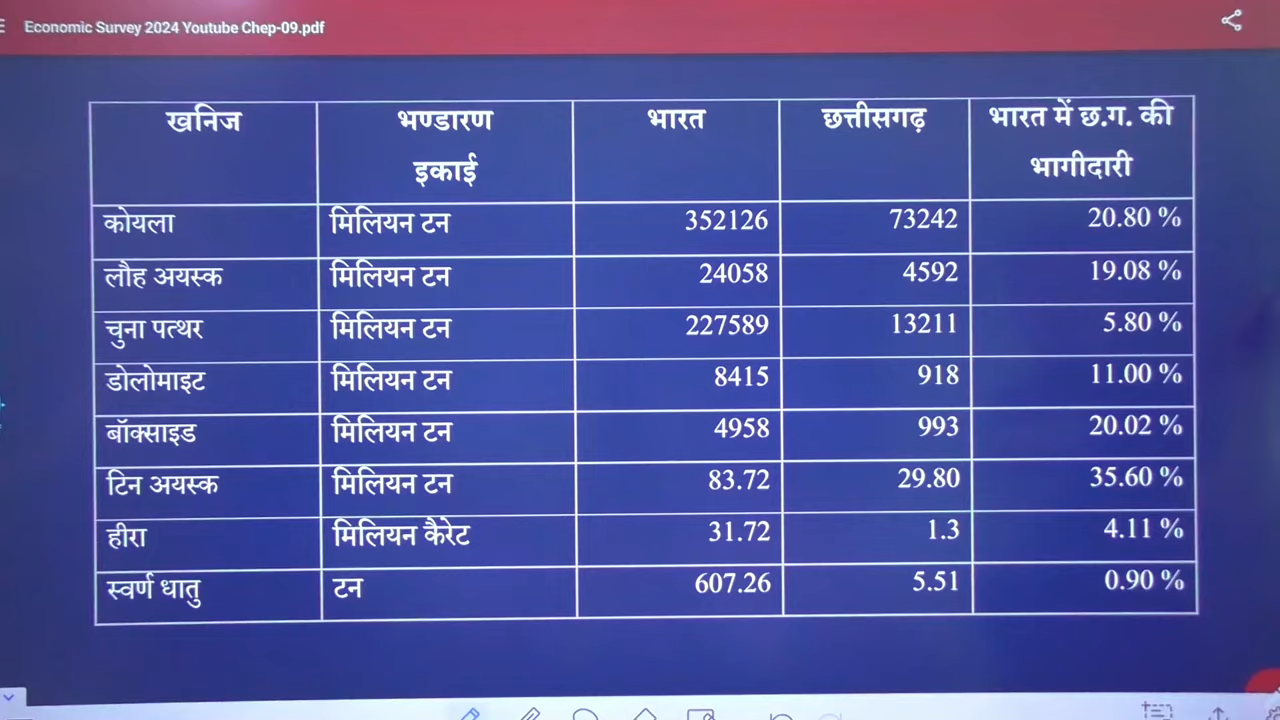 Economic Survey 2024 Youtube Chep-09.pdf
खनिज भण्डारण इकाई भारत छत्तीसगढ़ भारत में छ.ग. की भागीदारी
कोयला मिलियन टन 352126 73242 20.80 %
लौह अयस्क मिलियन टन 24058 4592 19.08 %
चुना पत्थर मिलियन टन 227589 13211 5.80 %
डोलोमाइट मिलियन टन 8415 918 11.00 %
बॉक्साइड मिलियन टन 4958 993 20.02 %
टिन अयस्क मिलियन टन 83.72 29.80 35.60 %
हीरा मिलियन कैरेट 31.72 1.3 4.11 %
स्वर्ण धातु टन 607.26 5.51 0.90 %